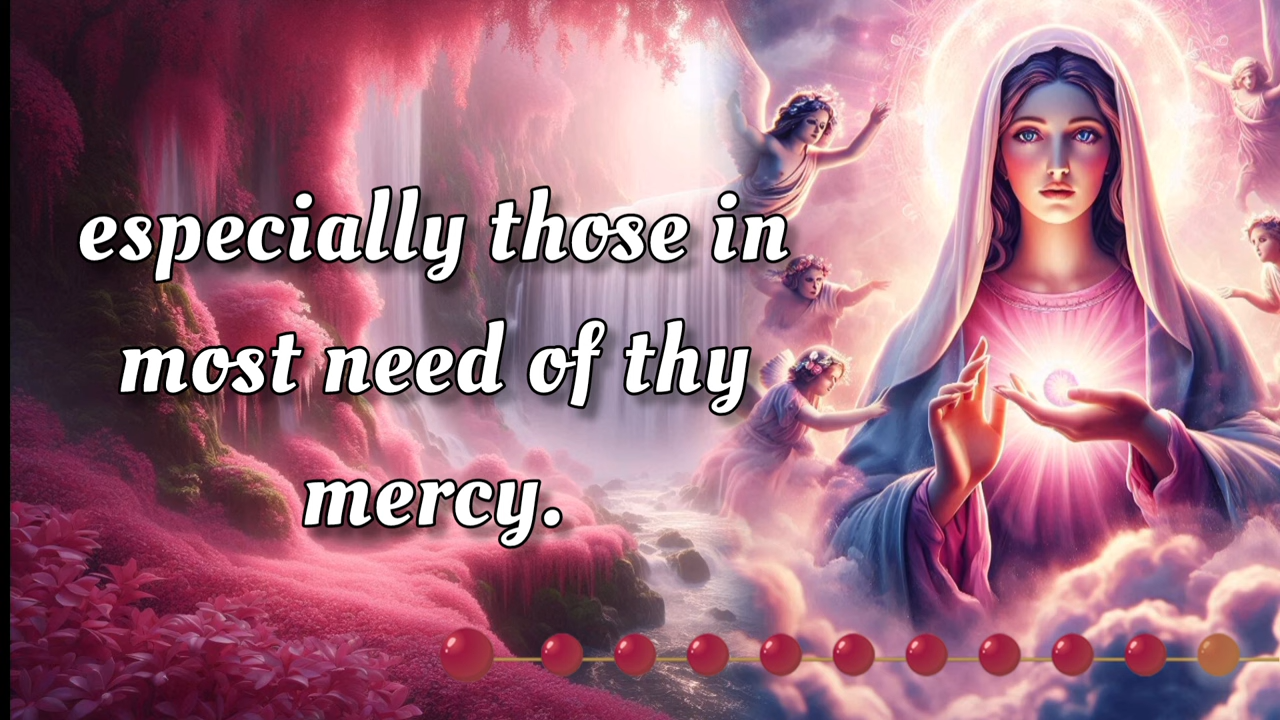 especially those in
most need of thy
mercy.